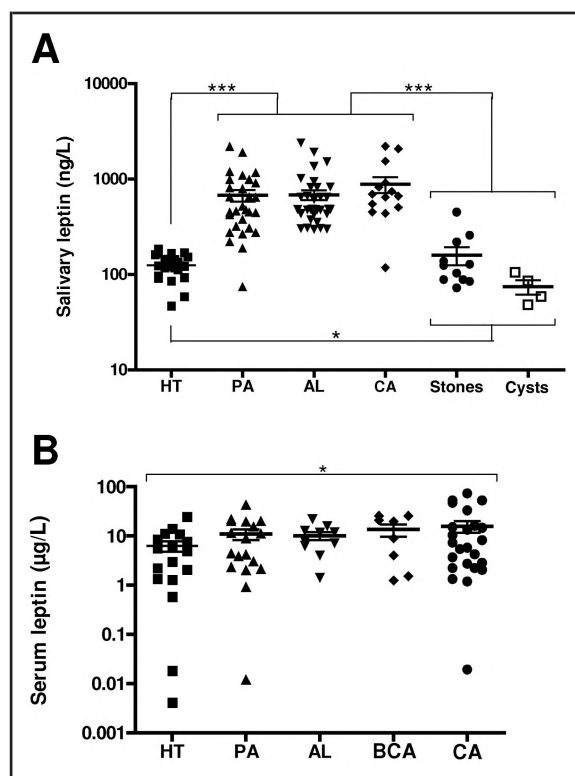 A
10000
1000
100
10
Salivary leptin (ng/L)
***
***
*
HT PA AL CA Stones Cysts
B
100
10
1
0.1
0.01
0.001
Serum leptin (µg/L)
*
HT PA AL BCA CA